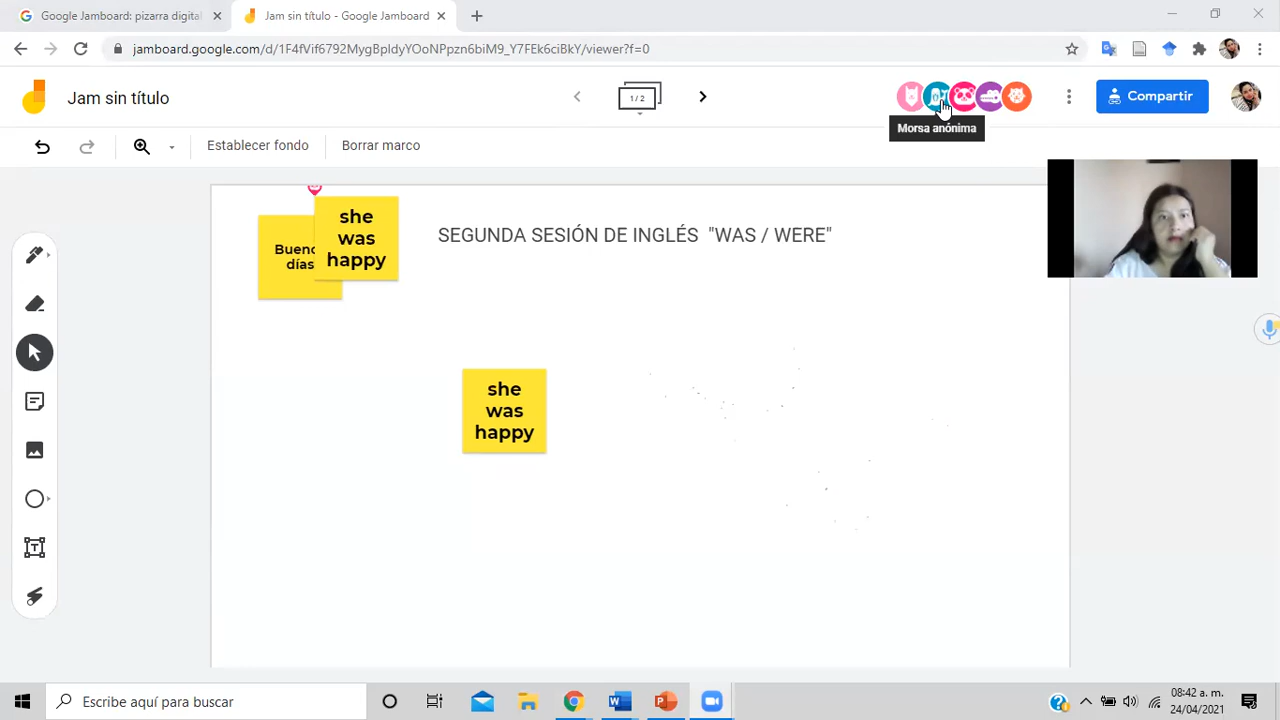 Google Jamboard: pizarra digital
Jam sin título - Google Jamboard
jamboard.google.com/d/1F4fVif6792MygBpldyYOoNPpzn6biM9_Y7FEk6ciBkY/viewer?f=0
Jam sin título
1 / 2
Compartir
Morsa anónima
Establecer fondo
Borrar marco
días
she
was
happy
SEGUNDA SESIÓN DE INGLÉS "WAS / WERE"
she
was
happy
Escribe aquí para buscar
08:42 a. m.
24/04/2021